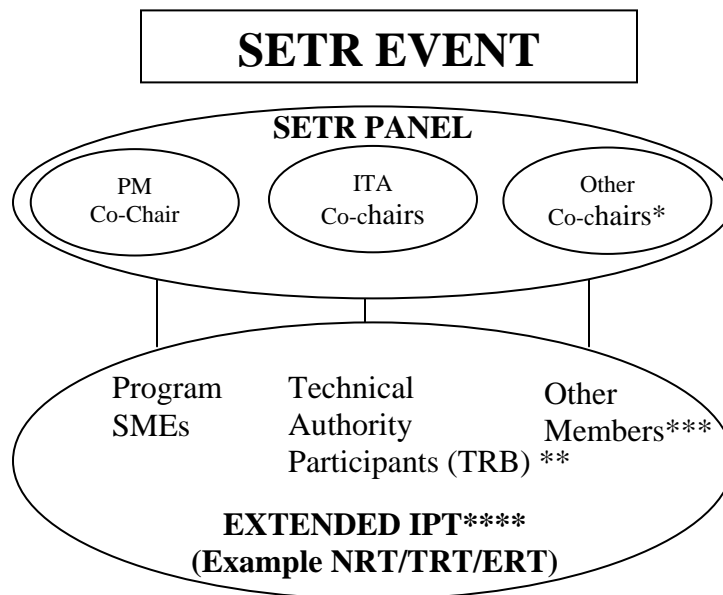 SETR EVENT
SETR PANEL
PM
Co-Chair
ITA
Co-chairs
Other
Co-chairs*
Program
SMEs
Technical
Authority
Participants (TRB) **
Other
Members***
EXTENDED IPT****
(Example NRT/TRT/ERT)